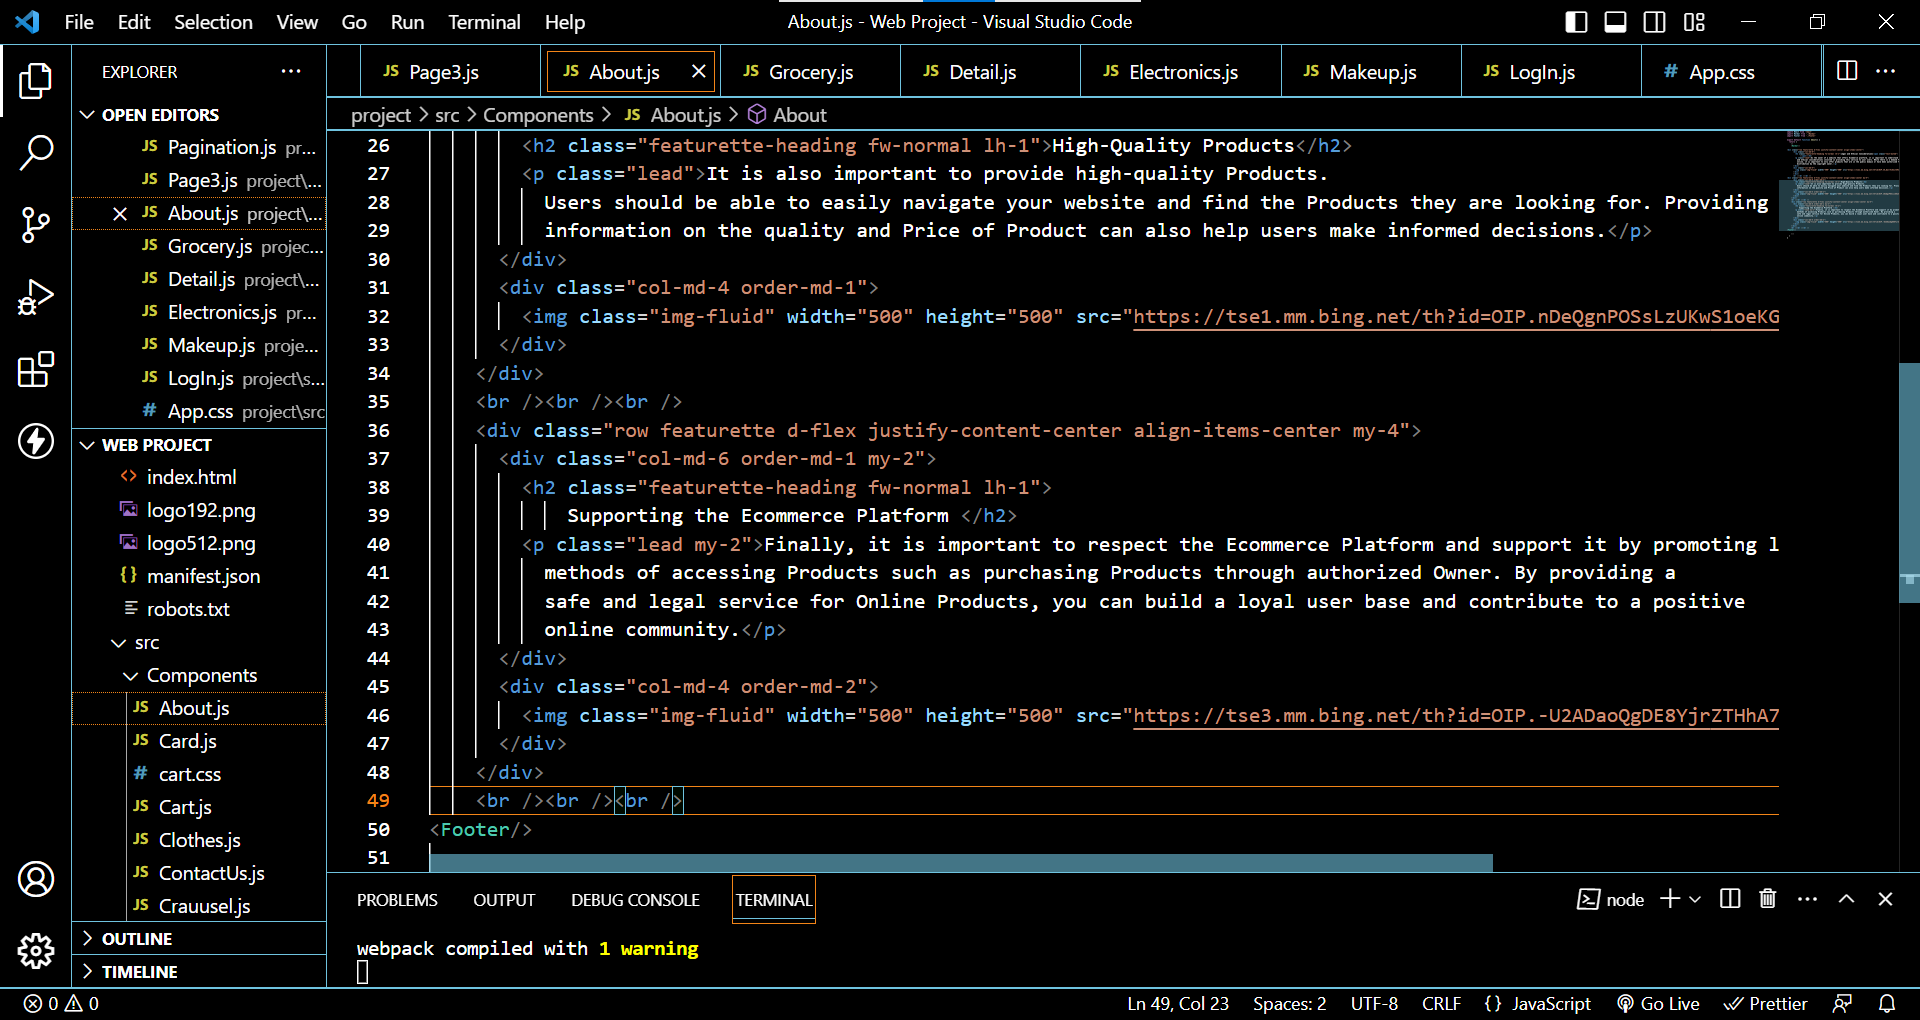 File Edit Selection View Go Run Terminal Help
About.js - Web Project - Visual Studio Code
EXPLORER
JS Page3.js
JS About.js
JS Grocery.js
JS Detail.js
JS Electronics.js
JS Makeup.js
JS LogIn.js
# App.css
project > src > Components > JS About.js > About
OPEN EDITORS
JS Pagination.js pr...
JS Page3.js project\...
JS About.js project\...
JS Grocery.js projec...
JS Detail.js project\...
JS Electronics.js pr...
JS Makeup.js proje...
JS LogIn.js project\s...
# App.css project\src
WEB PROJECT
<> index.html
logo192.png
logo512.png
{} manifest.json
robots.txt
src
Components
JS About.js
JS Card.js
# cart.css
JS Cart.js
JS Clothes.js
JS ContactUs.js
JS Crauusel.js
OUTLINE
TIMELINE
26 <h2 class="featurette-heading fw-normal lh-1">High-Quality Products</h2>
27 <p class="lead">It is also important to provide high-quality Products.
28 Users should be able to easily navigate your website and find the Products they are looking for. Providing
29 information on the quality and Price of Product can also help users make informed decisions.</p>
30 </div>
31 <div class="col-md-4 order-md-1">
32 <img class="img-fluid" width="500" height="500" src="https://tse1.mm.bing.net/th?id=OIP.nDeQgnPOSsLzUKwS1oeKG
33 </div>
34 </div>
35 <br /><br /><br />
36 <div class="row featurette d-flex justify-content-center align-items-center my-4">
37 <div class="col-md-6 order-md-1 my-2">
38 <h2 class="featurette-heading fw-normal lh-1">
39 Supporting the Ecommerce Platform </h2>
40 <p class="lead my-2">Finally, it is important to respect the Ecommerce Platform and support it by promoting l
41 methods of accessing Products such as purchasing Products through authorized Owner. By providing a
42 safe and legal service for Online Products, you can build a loyal user base and contribute to a positive
43 online community.</p>
44 </div>
45 <div class="col-md-4 order-md-2">
46 <img class="img-fluid" width="500" height="500" src="https://tse3.mm.bing.net/th?id=OIP.-U2ADaoQgDE8YjrZTHhA7
47 </div>
48 </div>
49 <br /><br /><br />
50 <Footer/>
51
PROBLEMS OUTPUT DEBUG CONSOLE TERMINAL
node
webpack compiled with 1 warning
0 0
Ln 49, Col 23 Spaces: 2 UTF-8 CRLF {} JavaScript Go Live Prettier